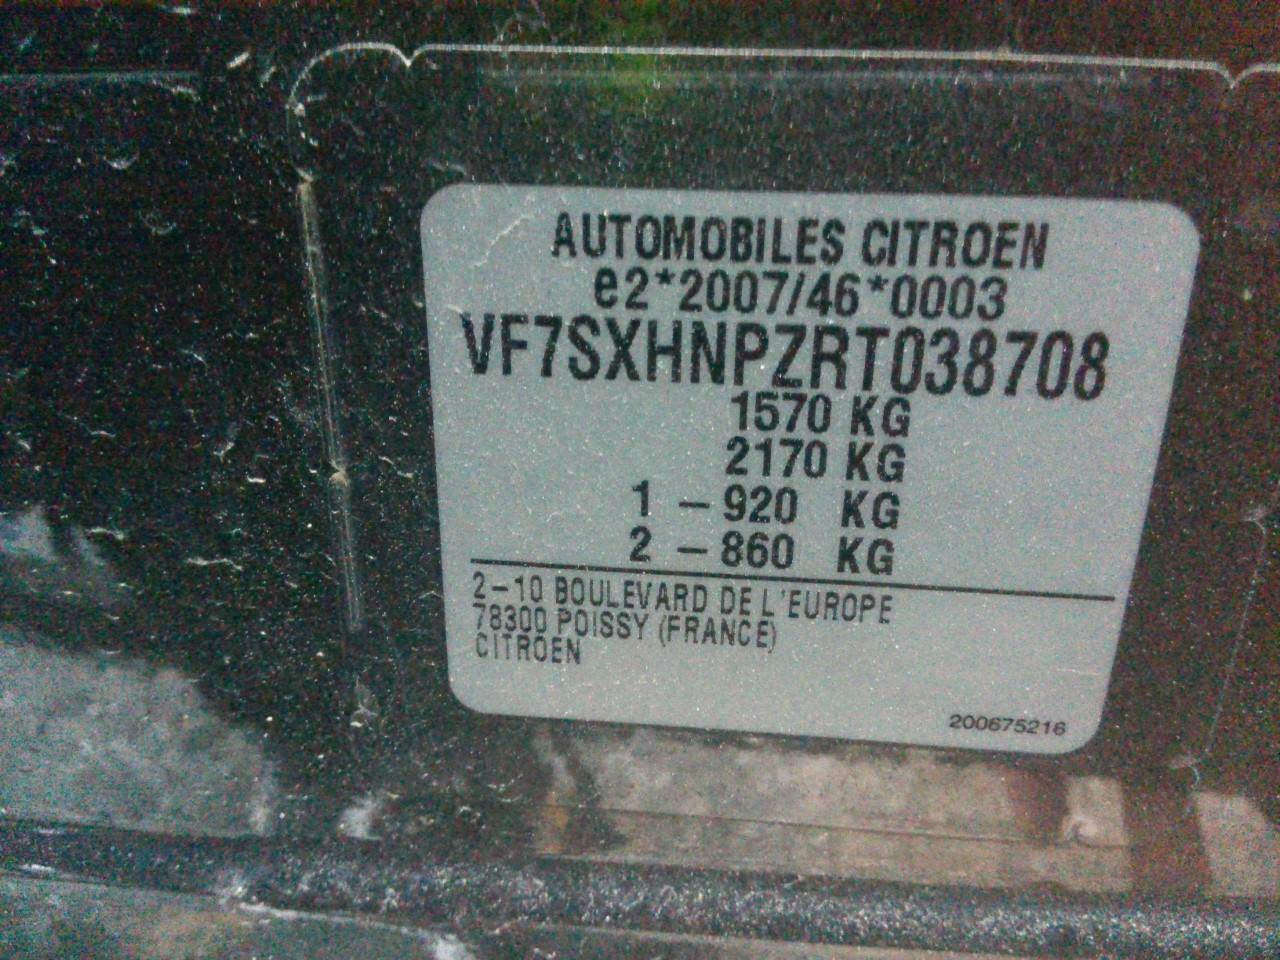 AUTOMOBILES CITROEN
e2*2007/46*0003
VF7SXHNPZRT038708
1570 KG
2170 KG
1 - 920 KG
2 - 860 KG
2-10 BOULEVARD DE L'EUROPE
78300 POISSY (FRANCE)
CITROEN
200675216